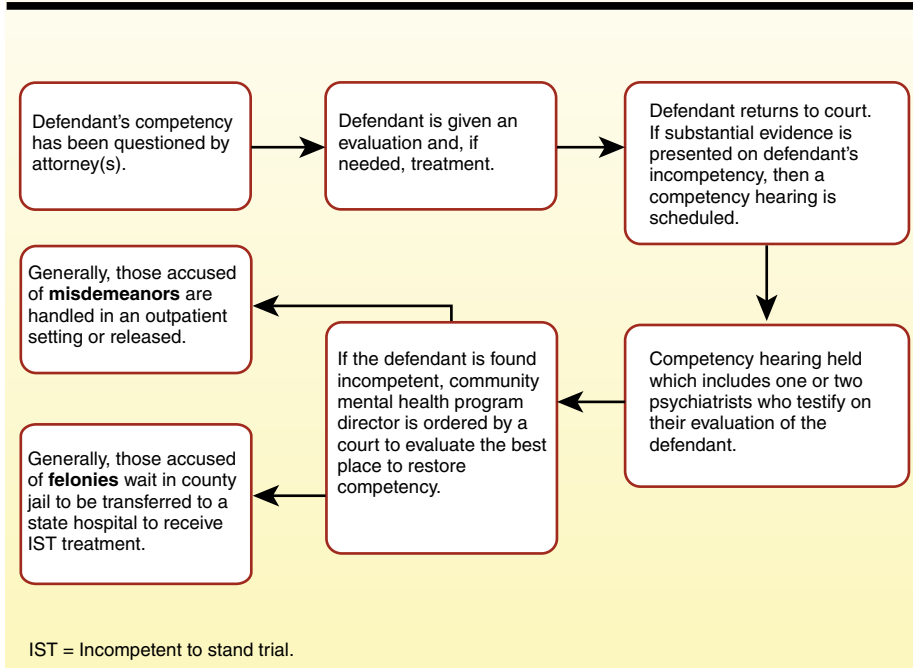 Defendant's competency
has been questioned by
attorney(s).
Defendant is given an
evaluation and, if
needed, treatment.
Defendant returns to court.
If substantial evidence is
presented on defendant's
incompetency, then a
competency hearing is
scheduled.
Competency hearing held
which includes one or two
psychiatrists who testify on
their evaluation of the
defendant.
If the defendant is found
incompetent, community
mental health program
director is ordered by a
court to evaluate the best
place to restore
competency.
Generally, those accused
of misdemeanors are
handled in an outpatient
setting or released.
Generally, those accused
of felonies wait in county
jail to be transferred to a
state hospital to receive
IST treatment.
IST = Incompetent to stand trial.